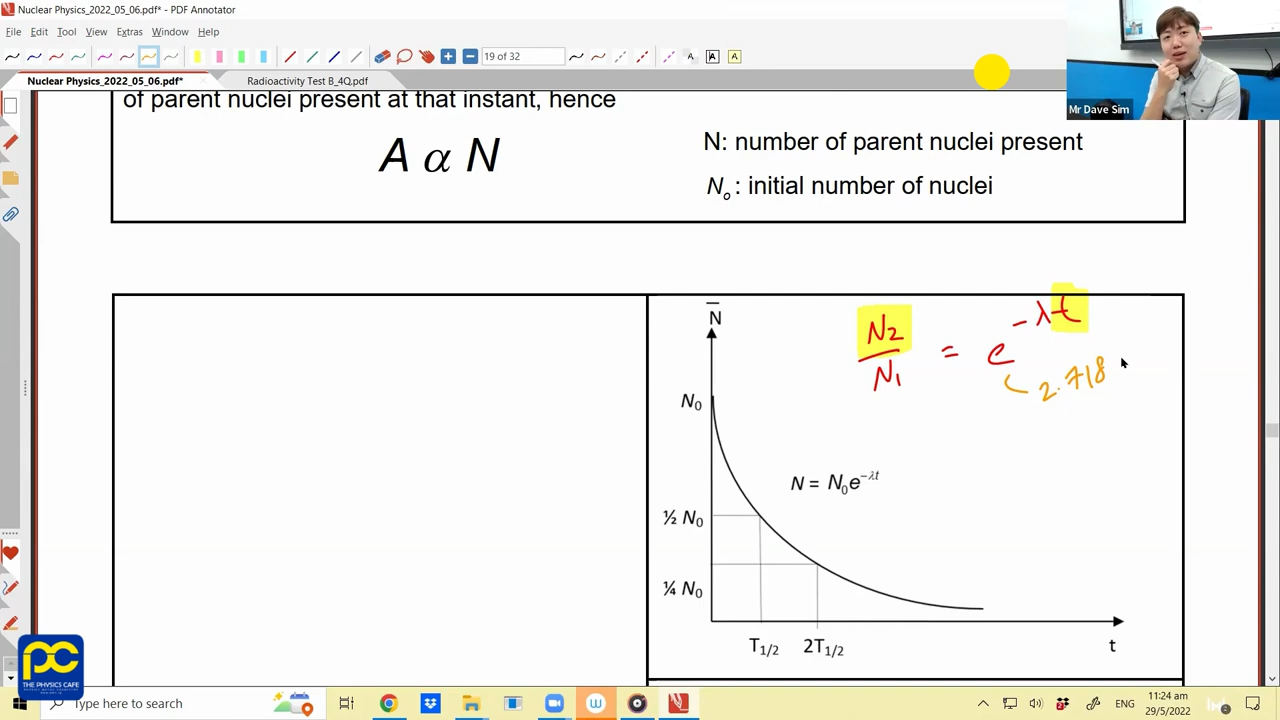 Nuclear Physics_2022_05_06.pdf* - PDF Annotator
File Edit Tool View Extras Window Help
19 of 32
Nuclear Physics_2022_05_06.pdf* Radioactivity Test B_4Q.pdf
Mr Dave Sim
of parent nuclei present at that instant, hence
A α N
N: number of parent nuclei present
Nₒ : initial number of nuclei
N
N₂/N₁ = e^-λt
2.718
N₀
N = N₀e^-λt
½ N₀
¼ N₀
T1/2 2T1/2 t
PC
THE PHYSICS CAFE
Type here to search
ENG
11:24 am
29/5/2022